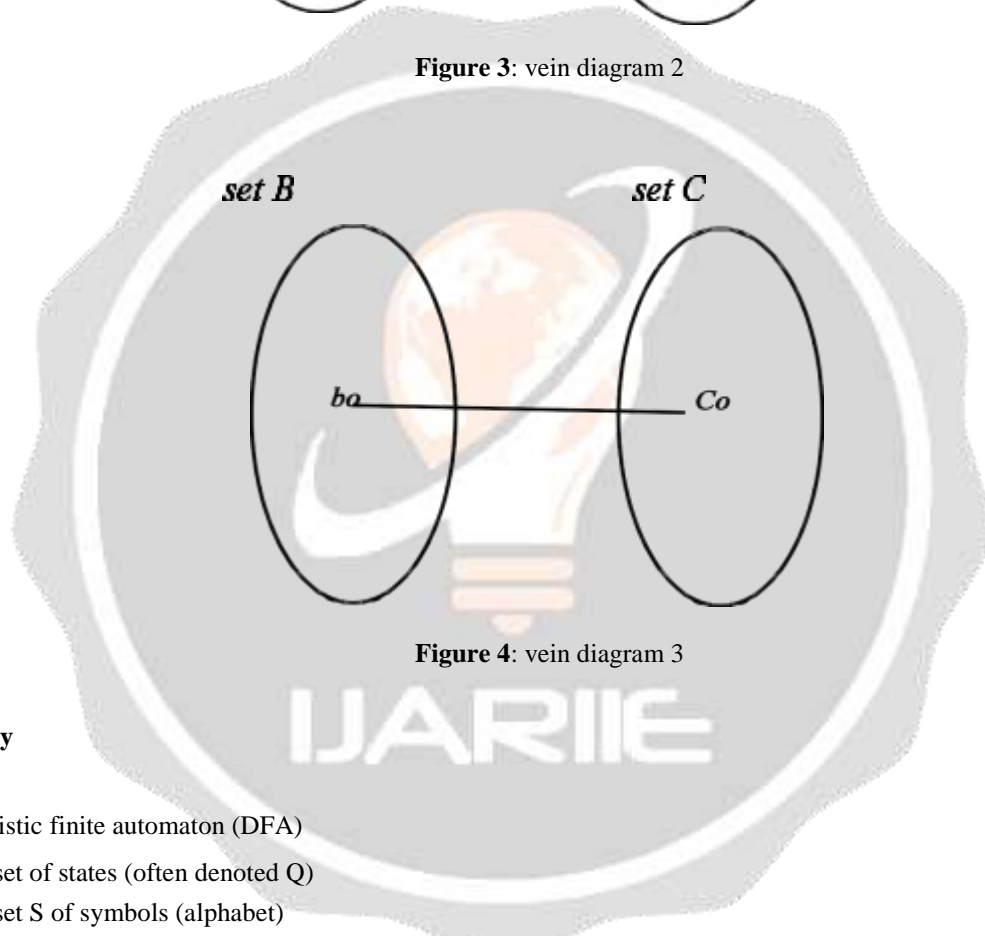 Figure 3: vein diagram 2
set B set C
bo Co
Figure 4: vein diagram 3
IJARIIE
y
istic finite automaton (DFA)
set of states (often denoted Q)
set S of symbols (alphabet)